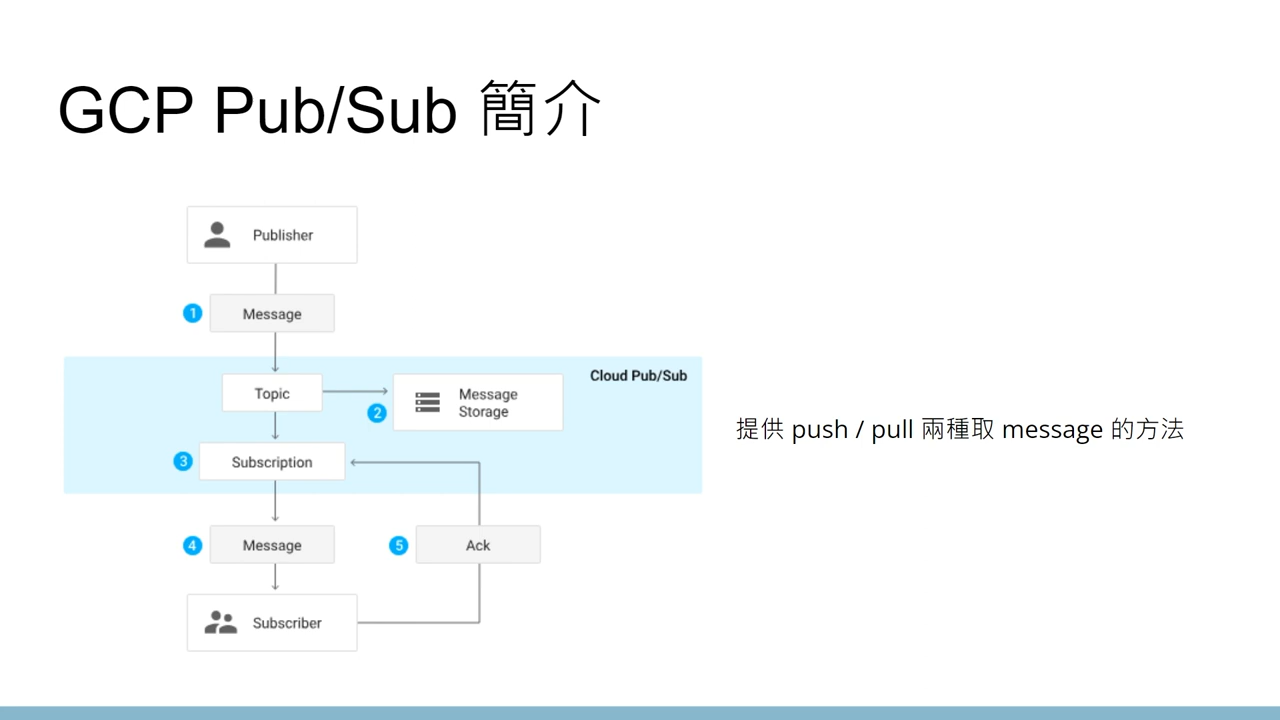 GCP Pub/Sub 簡介
Publisher
1
Message
Cloud Pub/Sub
Topic
2
Message
Storage
3
Subscription
4
Message
5
Ack
Subscriber
提供 push / pull 兩種取 message 的方法